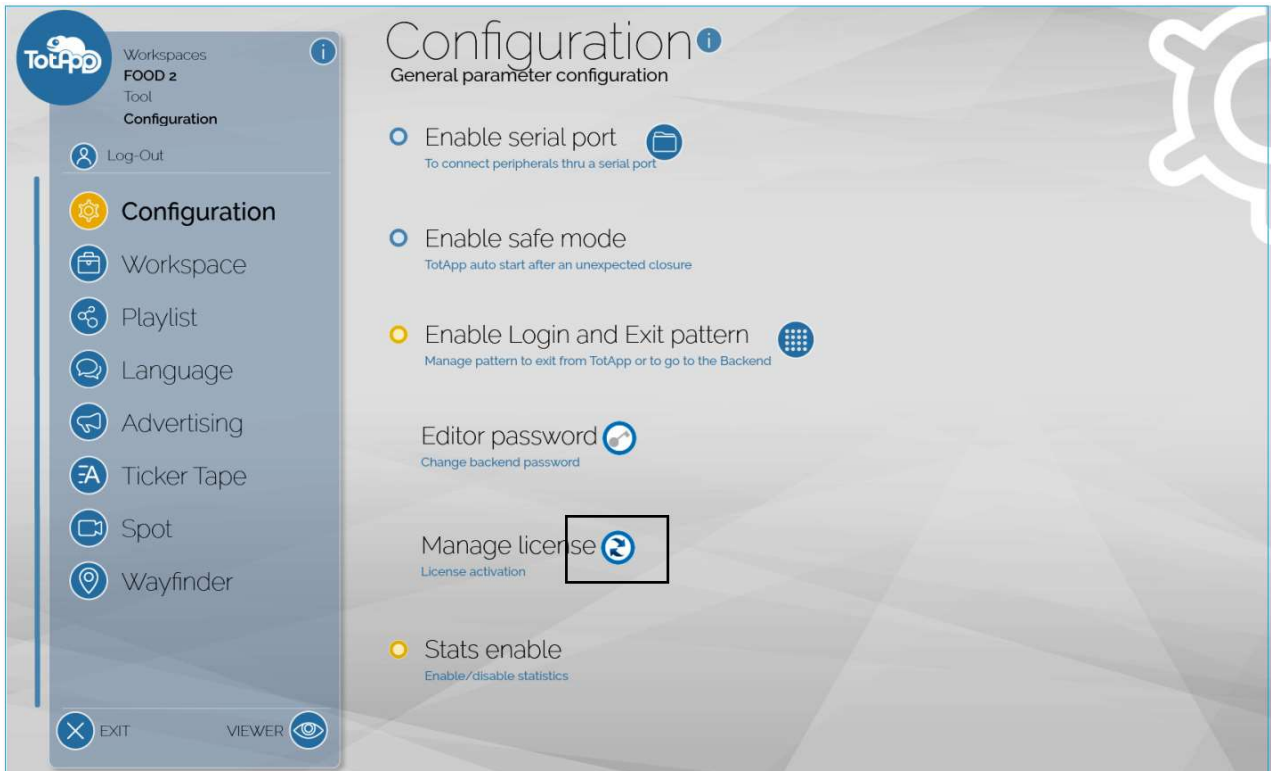 TotApp
Workspaces
FOOD 2
Tool
Configuration
Log-Out
Configuration
Workspace
Playlist
Language
Advertising
Ticker Tape
Spot
Wayfinder
EXIT
VIEWER
Configuration
General parameter configuration
Enable serial port
To connect peripherals thru a serial port
Enable safe mode
TotApp auto start after an unexpected closure
Enable Login and Exit pattern
Manage pattern to exit from TotApp or to go to the Backend
Editor password
Change backend password
Manage license
License activation
Stats enable
Enable/disable statistics